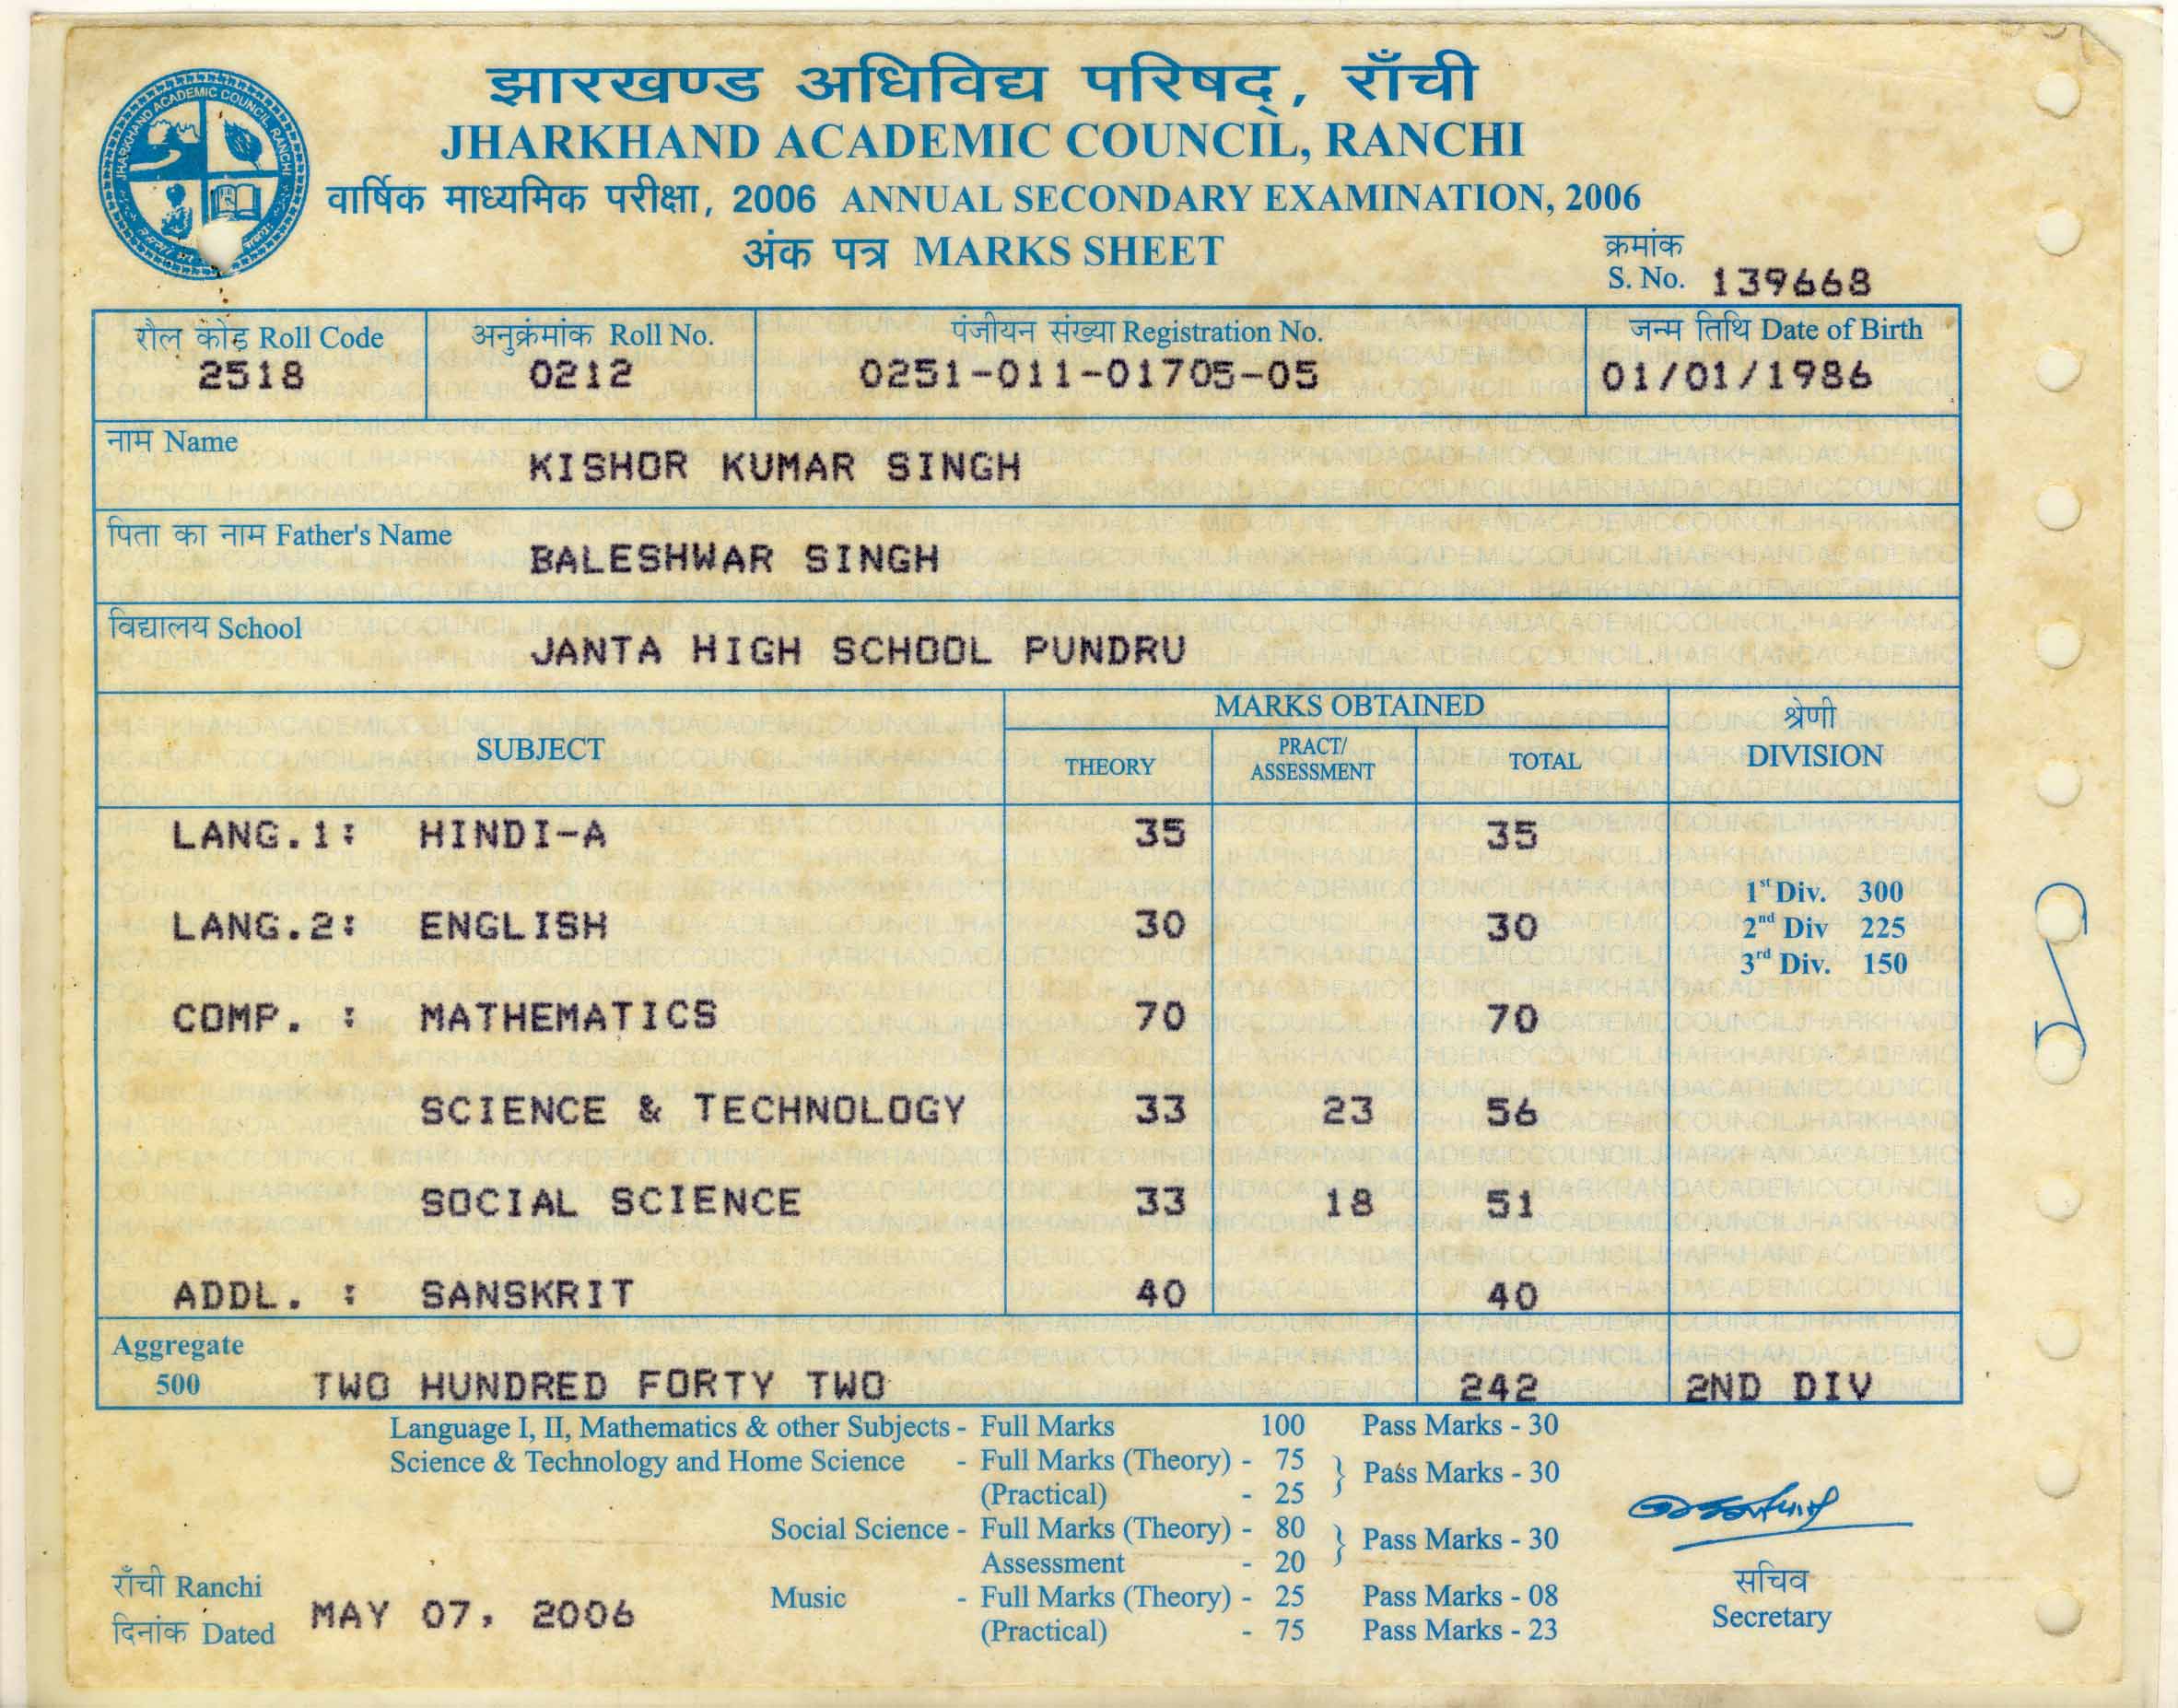 झारखण्ड अधिविद्य परिषद्, राँची
JHARKHAND ACADEMIC COUNCIL, RANCHI
वार्षिक माध्यमिक परीक्षा, 2006 ANNUAL SECONDARY EXAMINATION, 2006
अंक पत्र MARKS SHEET
क्रमांक
S. No. 139668
JHARKHAND ACADEMIC COUNCIL, RANCHI
रौल कोड़ Roll Code अनुक्रंमांक Roll No. पंजीयन संख्या Registration No. जन्म तिथि Date of Birth
2518 0212 0251-011-01705-05 01/01/1986
नाम Name
KISHOR KUMAR SINGH
पिता का नाम Father's Name
BALESHWAR SINGH
विद्यालय School
JANTA HIGH SCHOOL PUNDRU
SUBJECT MARKS OBTAINED श्रेणी
THEORY PRACT/ ASSESSMENT TOTAL DIVISION
LANG.1: HINDI-A 35 35
1st Div. 300
LANG.2: ENGLISH 30 30 2nd Div 225
3rd Div. 150
COMP. : MATHEMATICS 70 70
SCIENCE & TECHNOLOGY 33 23 56
SOCIAL SCIENCE 33 18 51
ADDL. : SANSKRIT 40 40
Aggregate
500 TWO HUNDRED FORTY TWO 242 2ND DIV
Language I, II, Mathematics & other Subjects - Full Marks 100 Pass Marks - 30
Science & Technology and Home Science - Full Marks (Theory) - 75 } Pass Marks - 30
(Practical) - 25
Social Science - Full Marks (Theory) - 80 } Pass Marks - 30
Assessment - 20
Music - Full Marks (Theory) - 25 Pass Marks - 08
(Practical) - 75 Pass Marks - 23
राँची Ranchi
दिनांक Dated MAY 07, 2006
सचिव
Secretary